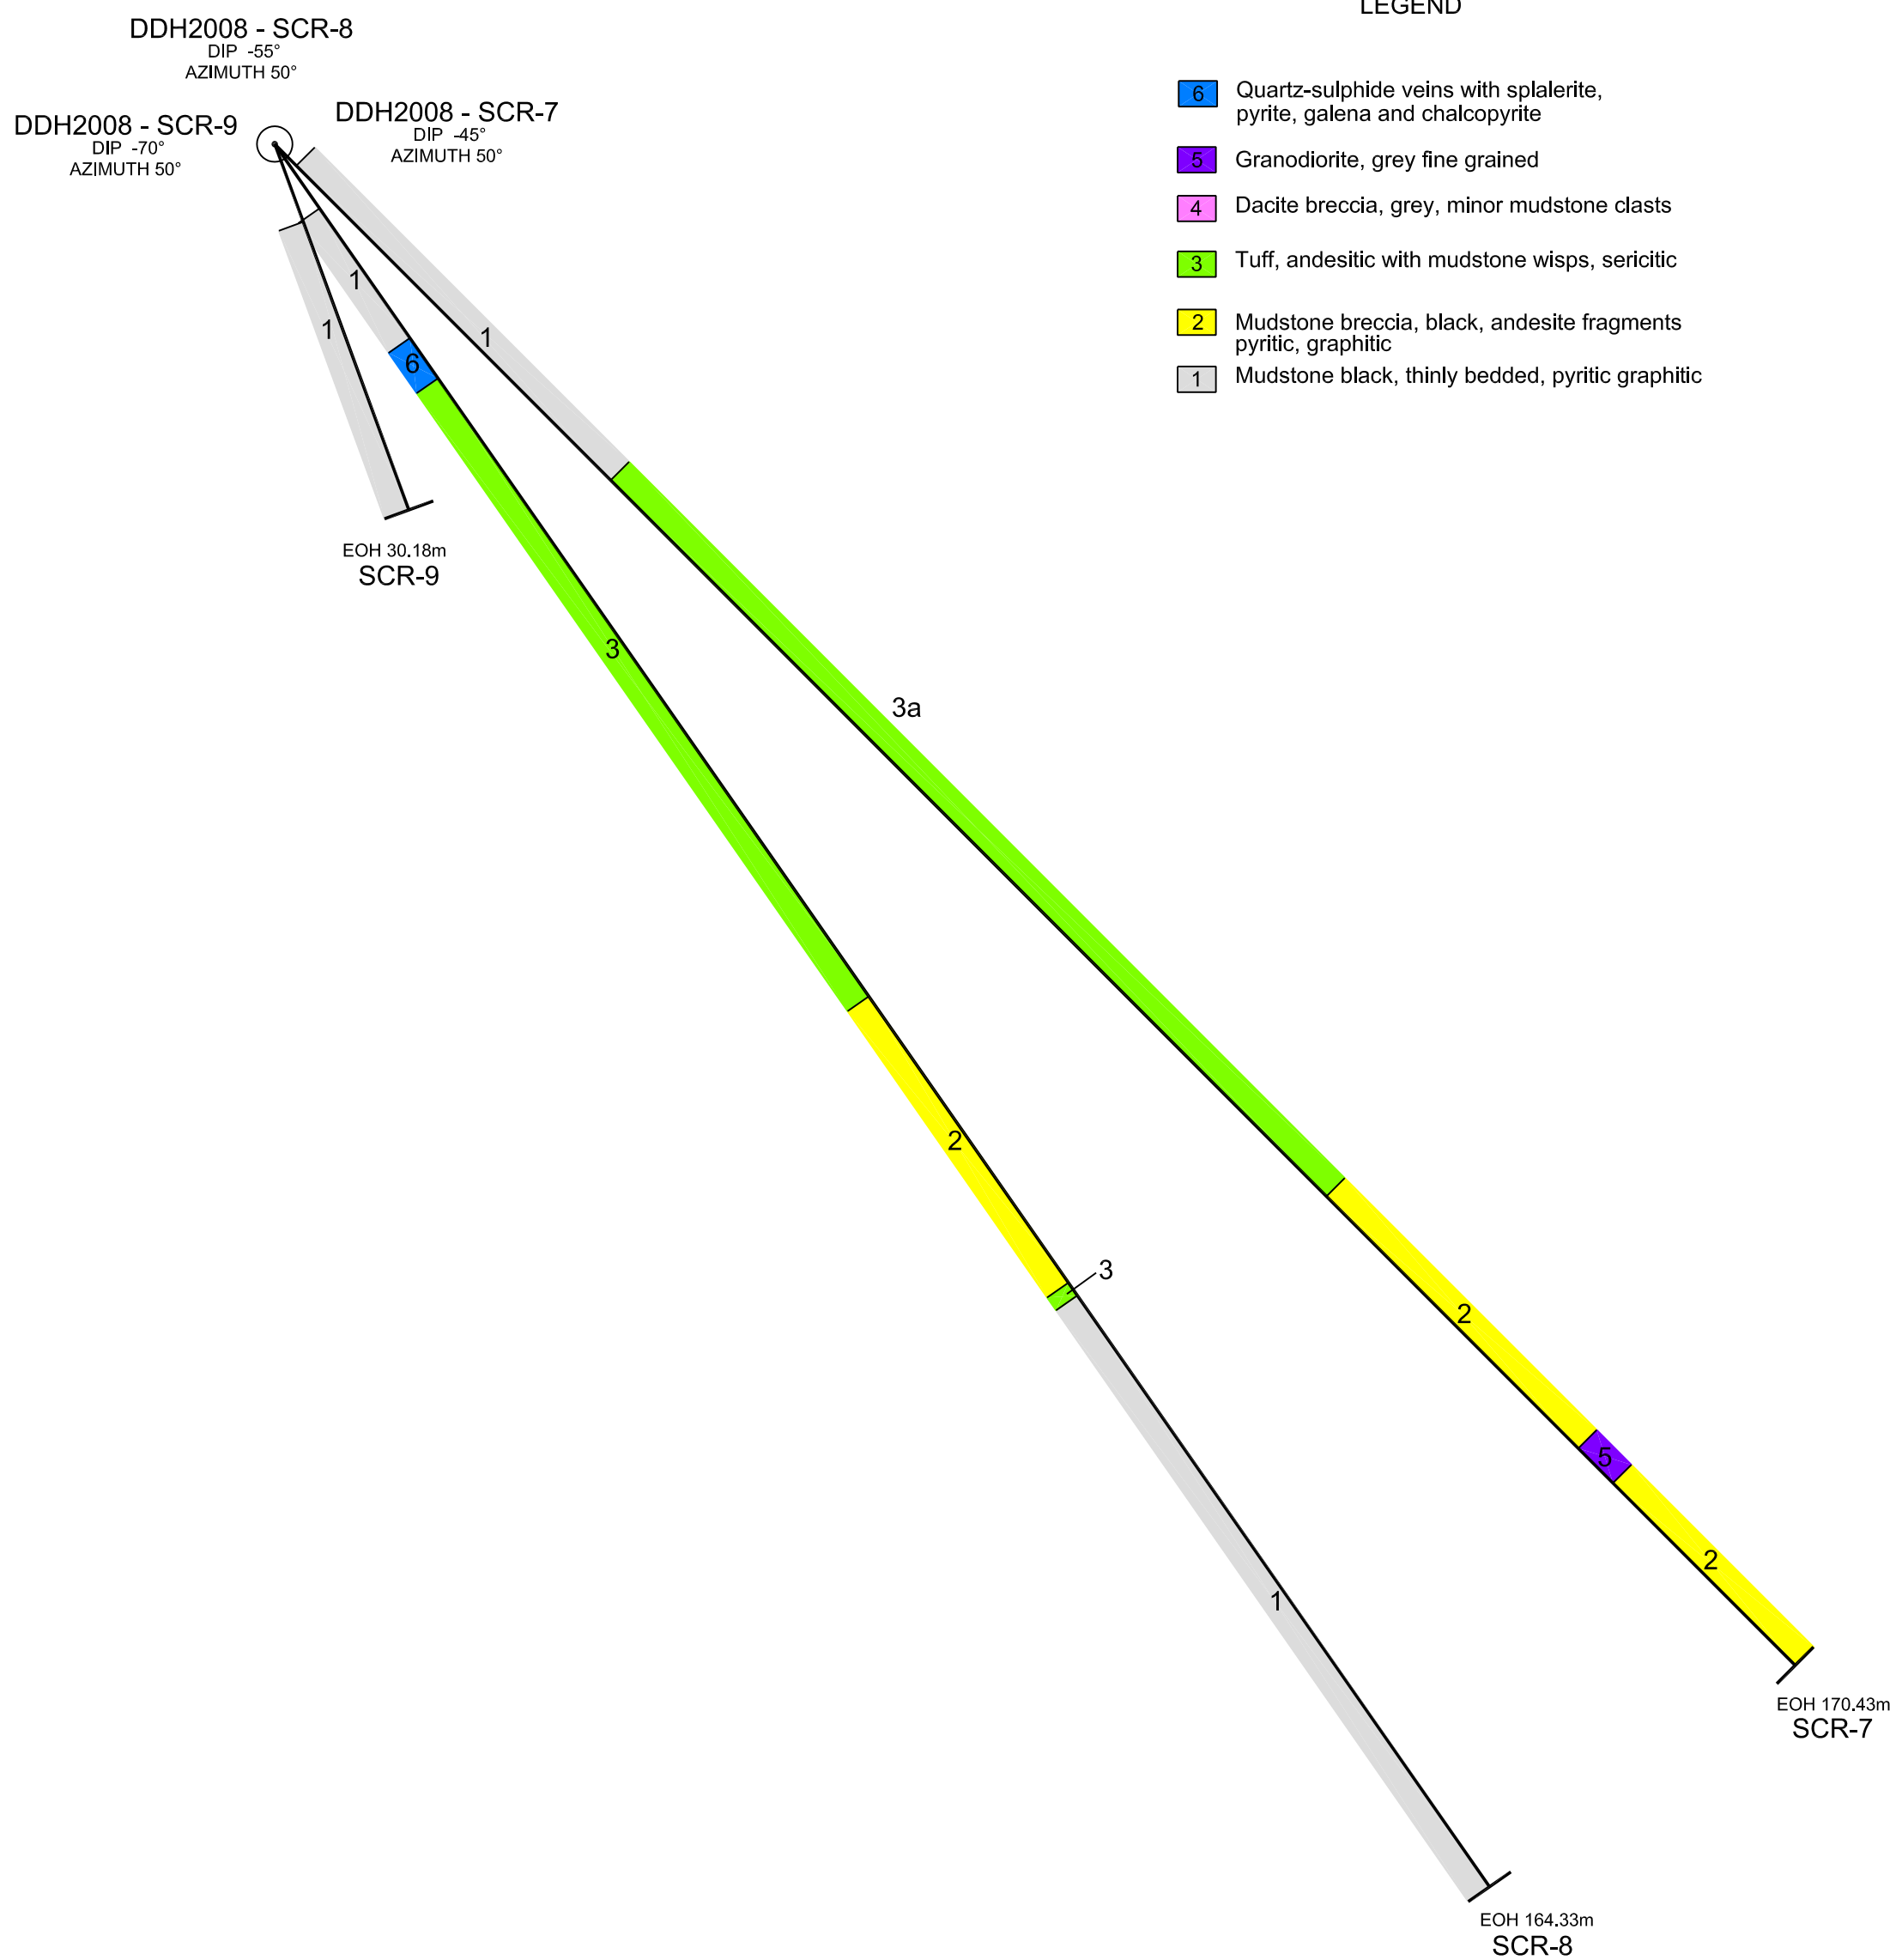 LEGEND
DDH2008 - SCR-8
DIP -55°
AZIMUTH 50°
DDH2008 - SCR-9
DIP -70°
AZIMUTH 50°
DDH2008 - SCR-7
DIP -45°
AZIMUTH 50°
6 Quartz-sulphide veins with splalerite,
pyrite, galena and chalcopyrite
5 Granodiorite, grey fine grained
4 Dacite breccia, grey, minor mudstone clasts
3 Tuff, andesitic with mudstone wisps, sericitic
2 Mudstone breccia, black, andesite fragments
pyritic, graphitic
1 Mudstone black, thinly bedded, pyritic graphitic
1
1
1
6
EOH 30.18m
SCR-9
3
3a
2
3
2
5
2
1
EOH 170.43m
SCR-7
EOH 164.33m
SCR-8